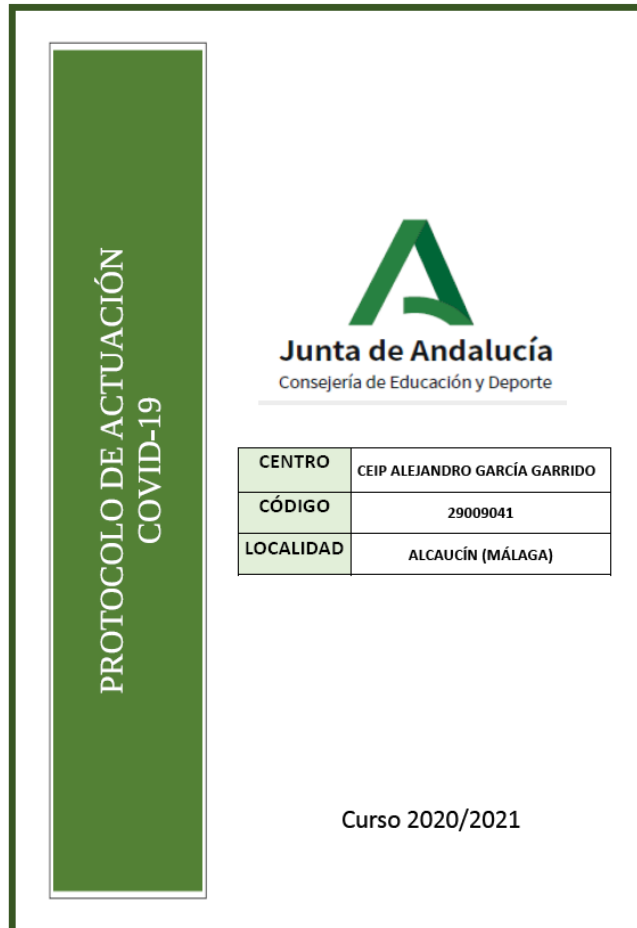 PROTOCOLO DE ACTUACIÓN
COVID-19
Junta de Andalucía
Consejería de Educación y Deporte
CENTRO CEIP ALEJANDRO GARCÍA GARRIDO
CÓDIGO 29009041
LOCALIDAD ALCAUCÍN (MÁLAGA)
Curso 2020/2021